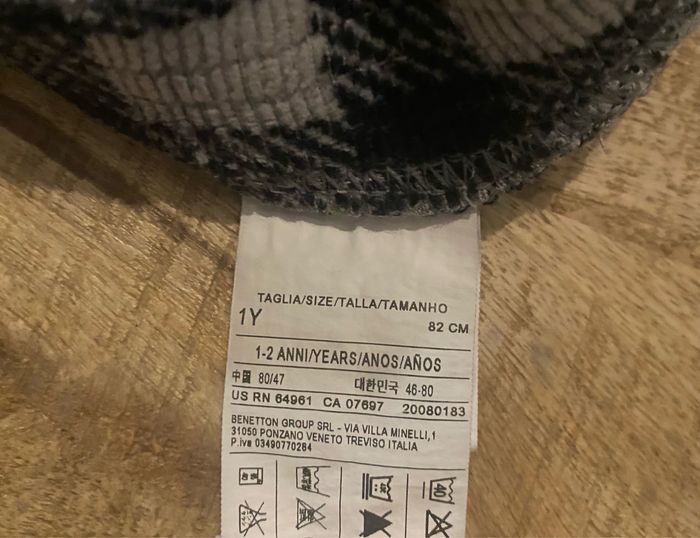 TAGLIA/SIZE/TALLA/TAMANHO
1Y 82 CM
1-2 ANNI/YEARS/ANOS/AÑOS
中国 80/47 대한민국 46-80
US RN 64961 CA 07697 20080183
BENETTON GROUP SRL - VIA VILLA MINELLI,1
31050 PONZANO VENETO TREVISO ITALIA
P.iva 03490770264
40